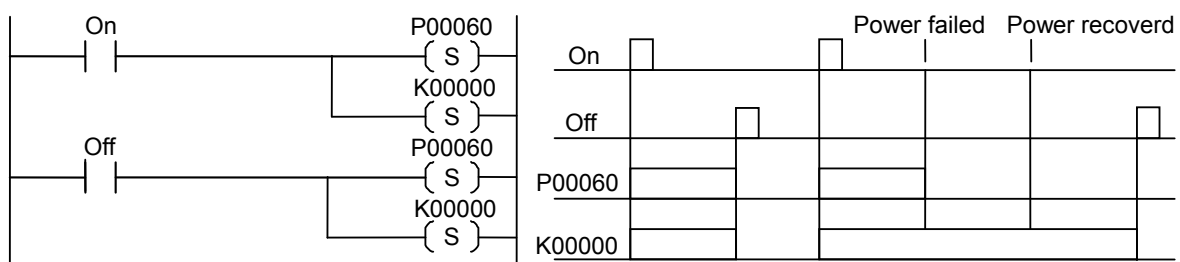 On
P00060
( S )
K00000
( S )
Off
P00060
( S )
K00000
( S )
Power failed
Power recoverd
On
Off
P00060
K00000